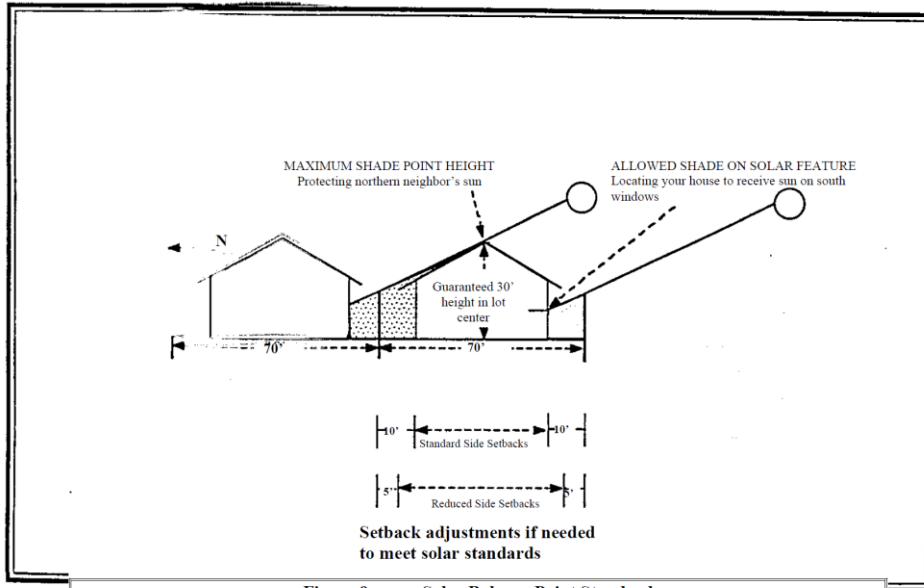 MAXIMUM SHADE POINT HEIGHT
Protecting northern neighbor's sun
ALLOWED SHADE ON SOLAR FEATURE
Locating your house to receive sun on south
windows
N
Guaranteed 30'
height in lot
center
70'
70'
10'
10'
Standard Side Setbacks
5'
5'
Reduced Side Setbacks
Setback adjustments if needed
to meet solar standards